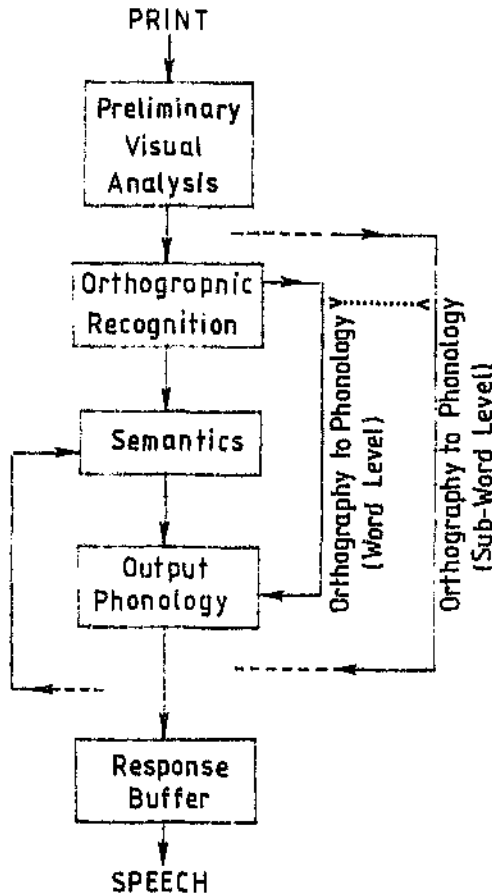 PRINT
Preliminary
Visual
Analysis
Orthograpnic
Recognition
Semantics
Output
Phonology
Response
Buffer
SPEECH
Orthography to Phonology
(Word Level)
Orthography to Phonology
(Sub-Word Level)